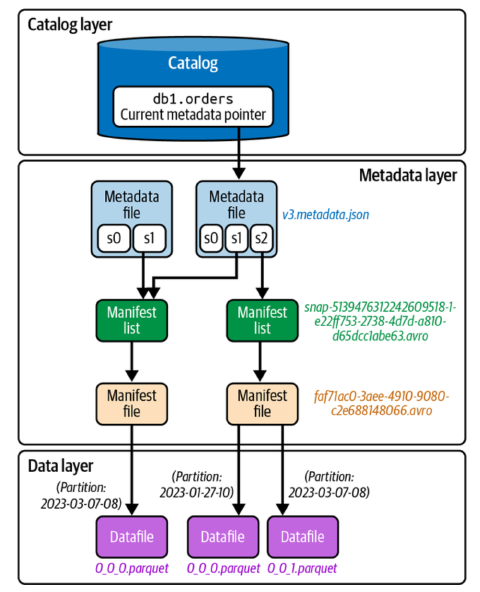 Catalog layer
Catalog
db1.orders
Current metadata pointer
Metadata layer
Metadata
file
s0 s1
Metadata
file
s0 s1 s2
v3.metadata.json
Manifest
list
Manifest
list
snap-5139476312242609518-1-
e22ff753-2738-4d7d-a810-
d65dcc1abe63.avro
Manifest
file
Manifest
file
faf71ac0-3aee-4910-9080-
c2e688148066.avro
Data layer
(Partition:
2023-03-07-08)
(Partition:
2023-01-27-10)
(Partition:
2023-03-07-08)
Datafile
Datafile
Datafile
0_0_0.parquet
0_0_0.parquet
0_0_1.parquet